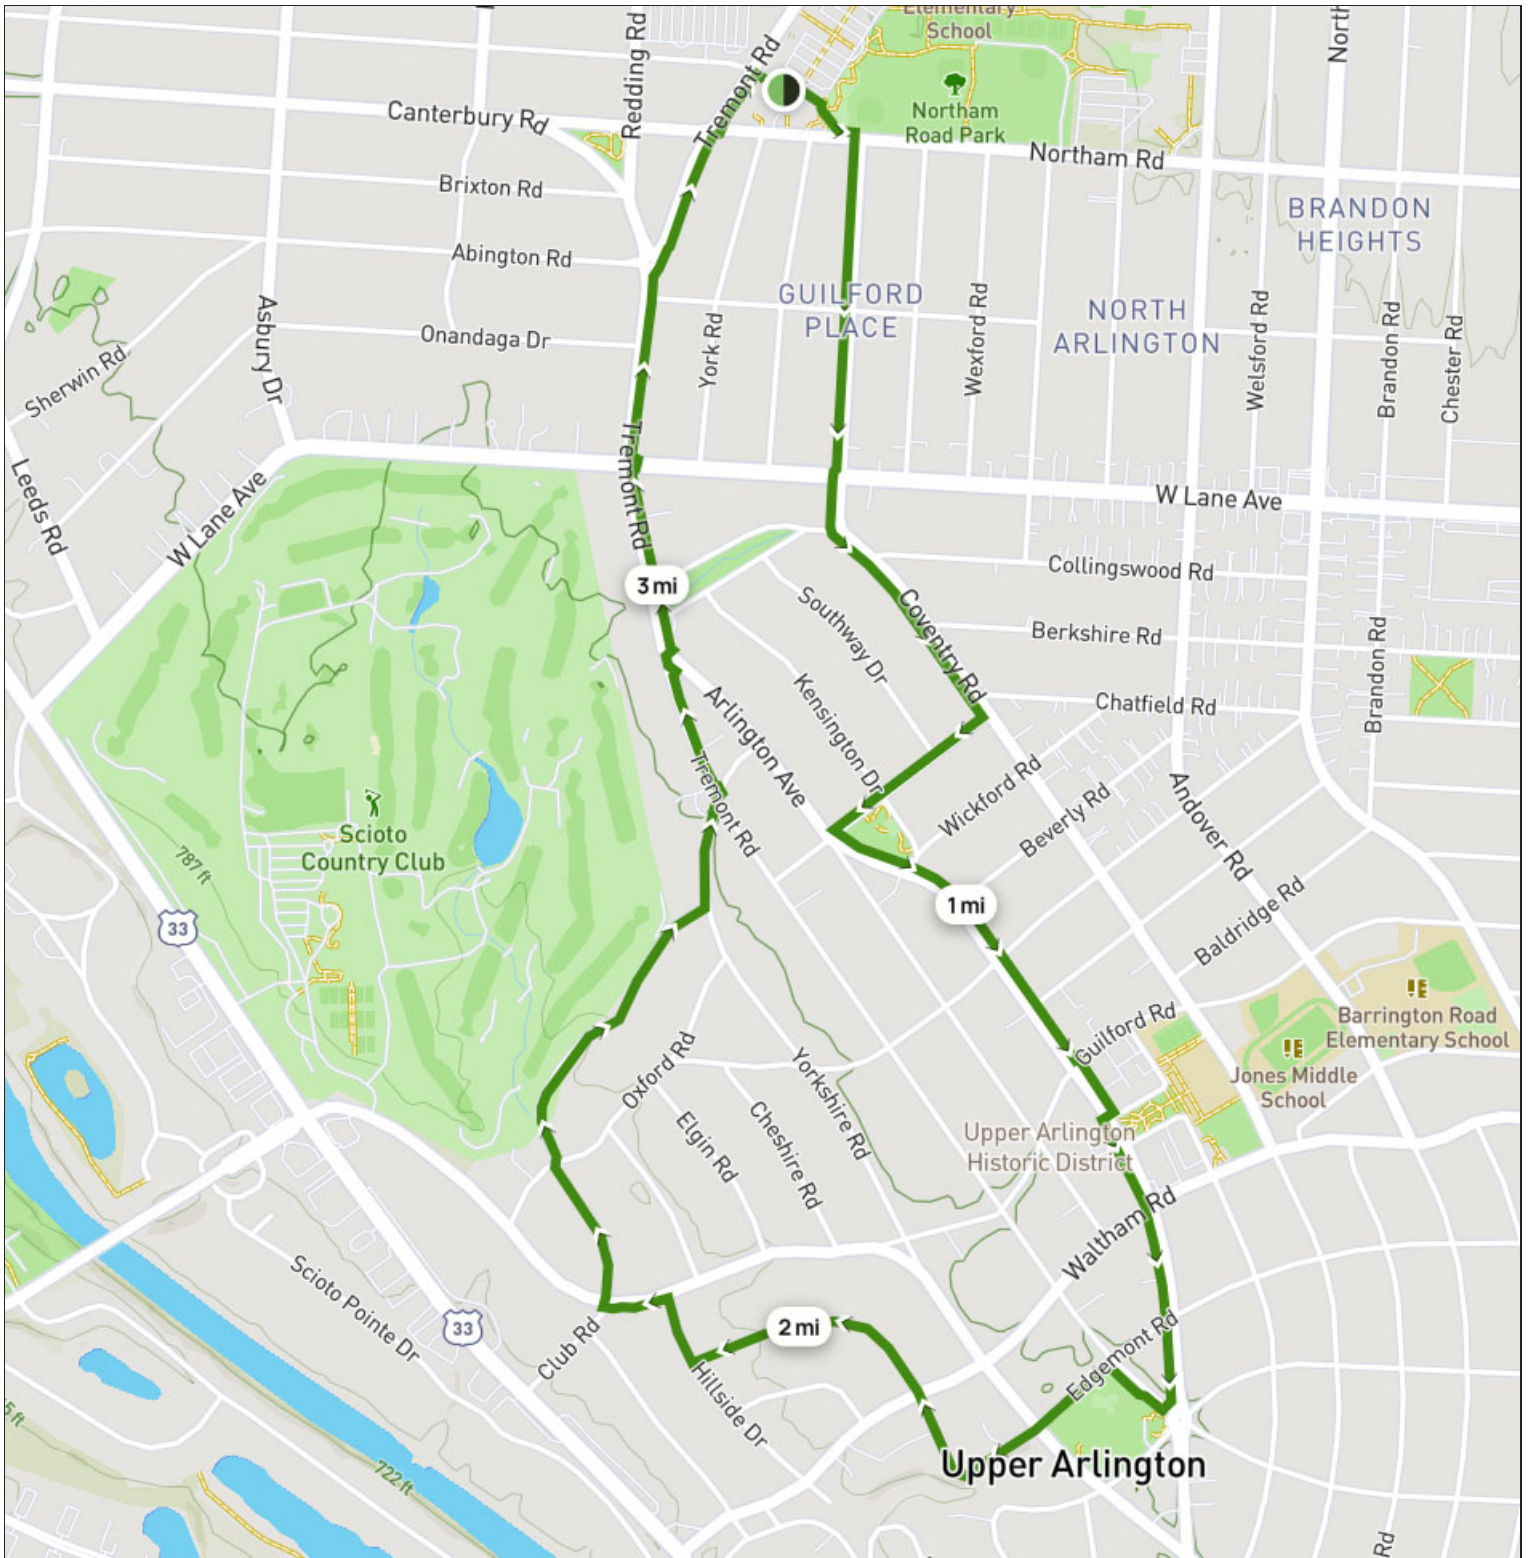 Elementary
School
North
Redding Rd
Tremont Rd
Canterbury Rd
Northam
Road Park
Northam Rd
Brixton Rd
BRANDON
HEIGHTS
Abington Rd
GUILFORD
PLACE
NORTH
ARLINGTON
Asbury Dr
Onandaga Dr
York Rd
Wexford Rd
Welsford Rd
Brandon Rd
Chester Rd
Sherwin Rd
Tremont Rd
Leeds Rd
W Lane Ave
W Lane Ave
3 mi
Collingswood Rd
Southway Dr
Coventry Rd
Berkshire Rd
Brandon Rd
Kensington Dr
Arlington Ave
Chatfield Rd
Tremont Rd
Wickford Rd
Beverly Rd
Andover Rd
Scioto
Country Club
787 ft
33
1 mi
Baldridge Rd
Barrington Road
Elementary School
Guilford Rd
Jones Middle
School
Oxford Rd
Yorkshire Rd
Elgin Rd
Cheshire Rd
Upper Arlington
Historic District
Waltham Rd
Scioto Pointe Dr
33
2 mi
Club Rd
Hillside Dr
Edgemont Rd
5 ft
722 ft
Upper Arlington
Rd